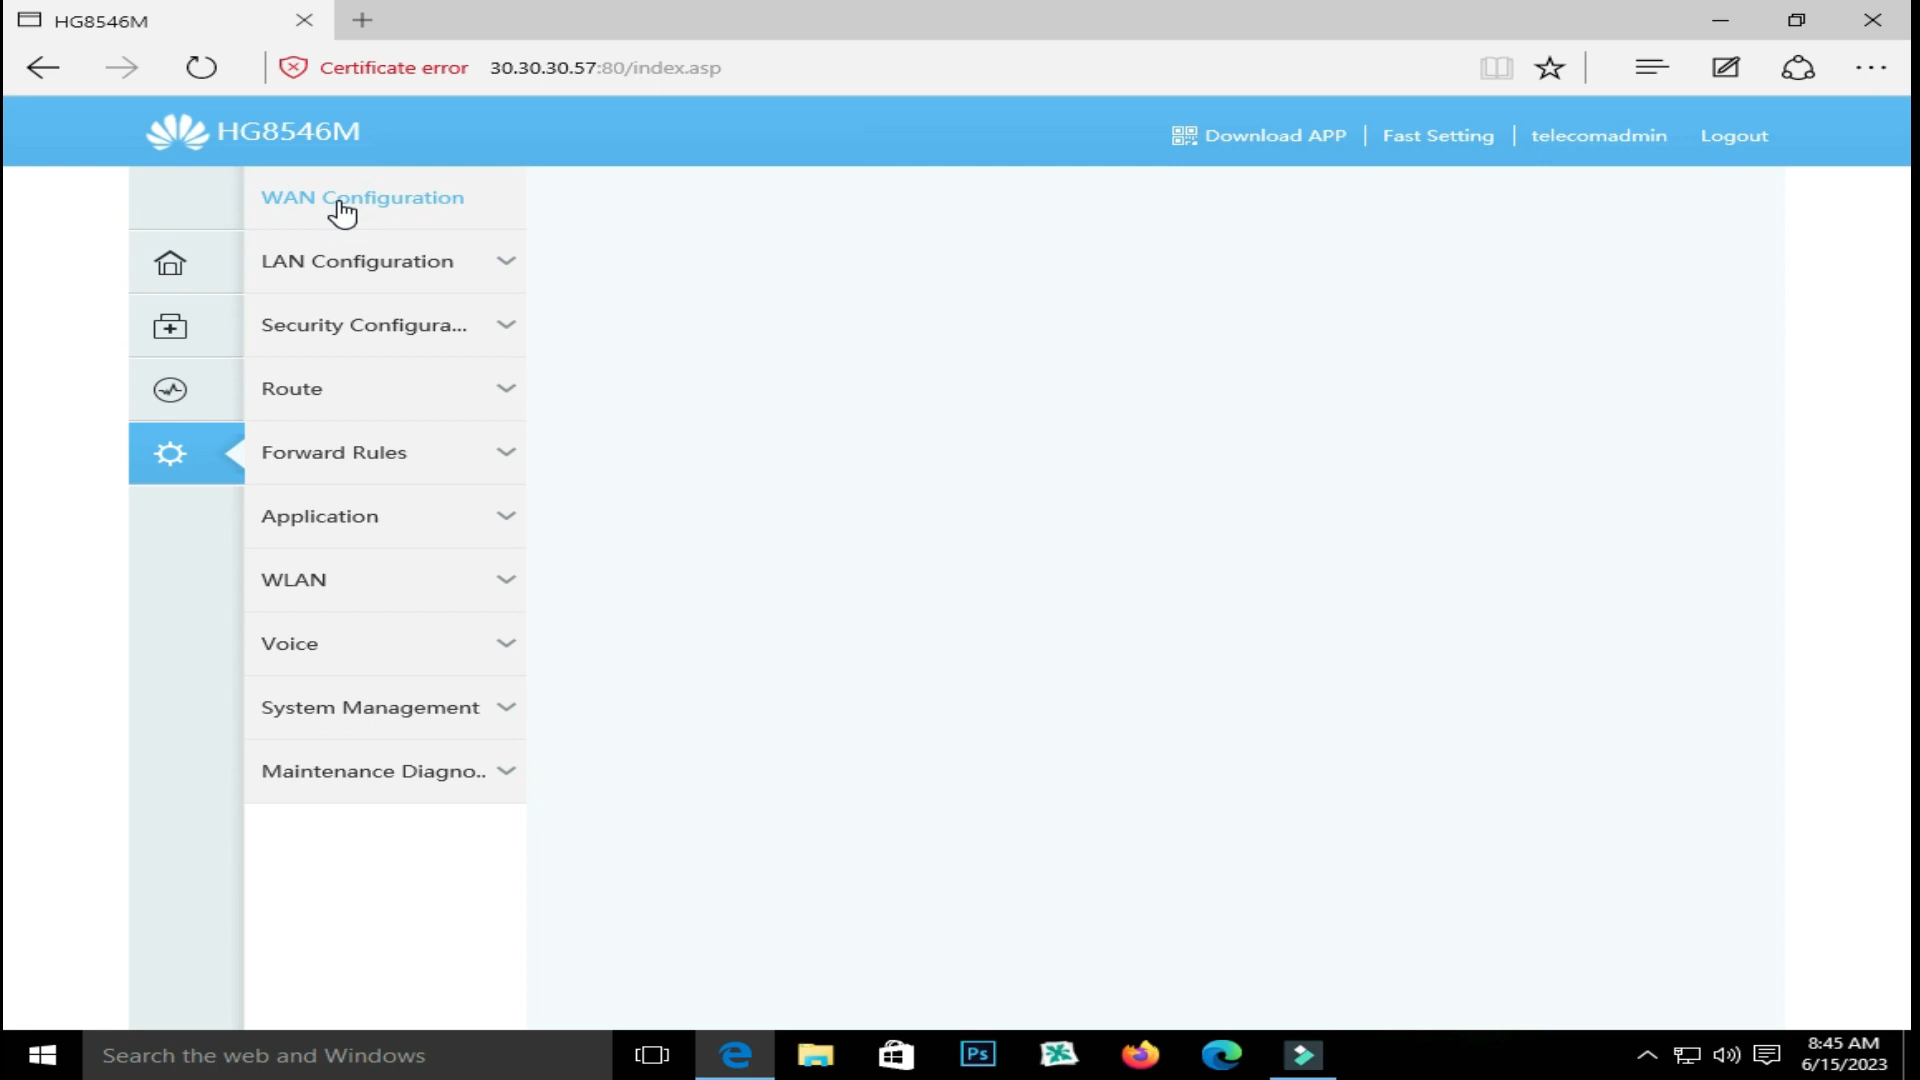 HG8546M
Certificate error 30.30.30.57:80/index.asp
HG8546M
Download APP | Fast Setting | telecomadmin Logout
WAN Configuration
LAN Configuration
Security Configura...
Route
Forward Rules
Application
WLAN
Voice
System Management
Maintenance Diagno..
Search the web and Windows
Ps
8:45 AM
6/15/2023